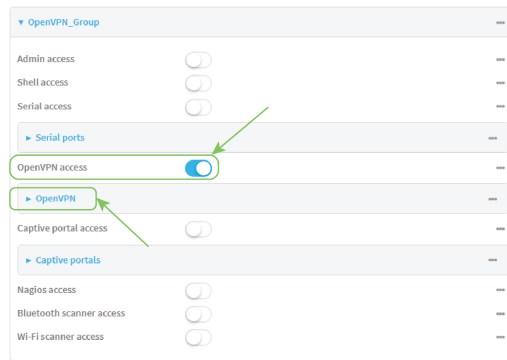 OpenVPN_Group
Admin access
Shell access
Serial access
Serial ports
OpenVPN access
OpenVPN
Captive portal access
Captive portals
Nagios access
Bluetooth scanner access
Wi-Fi scanner access